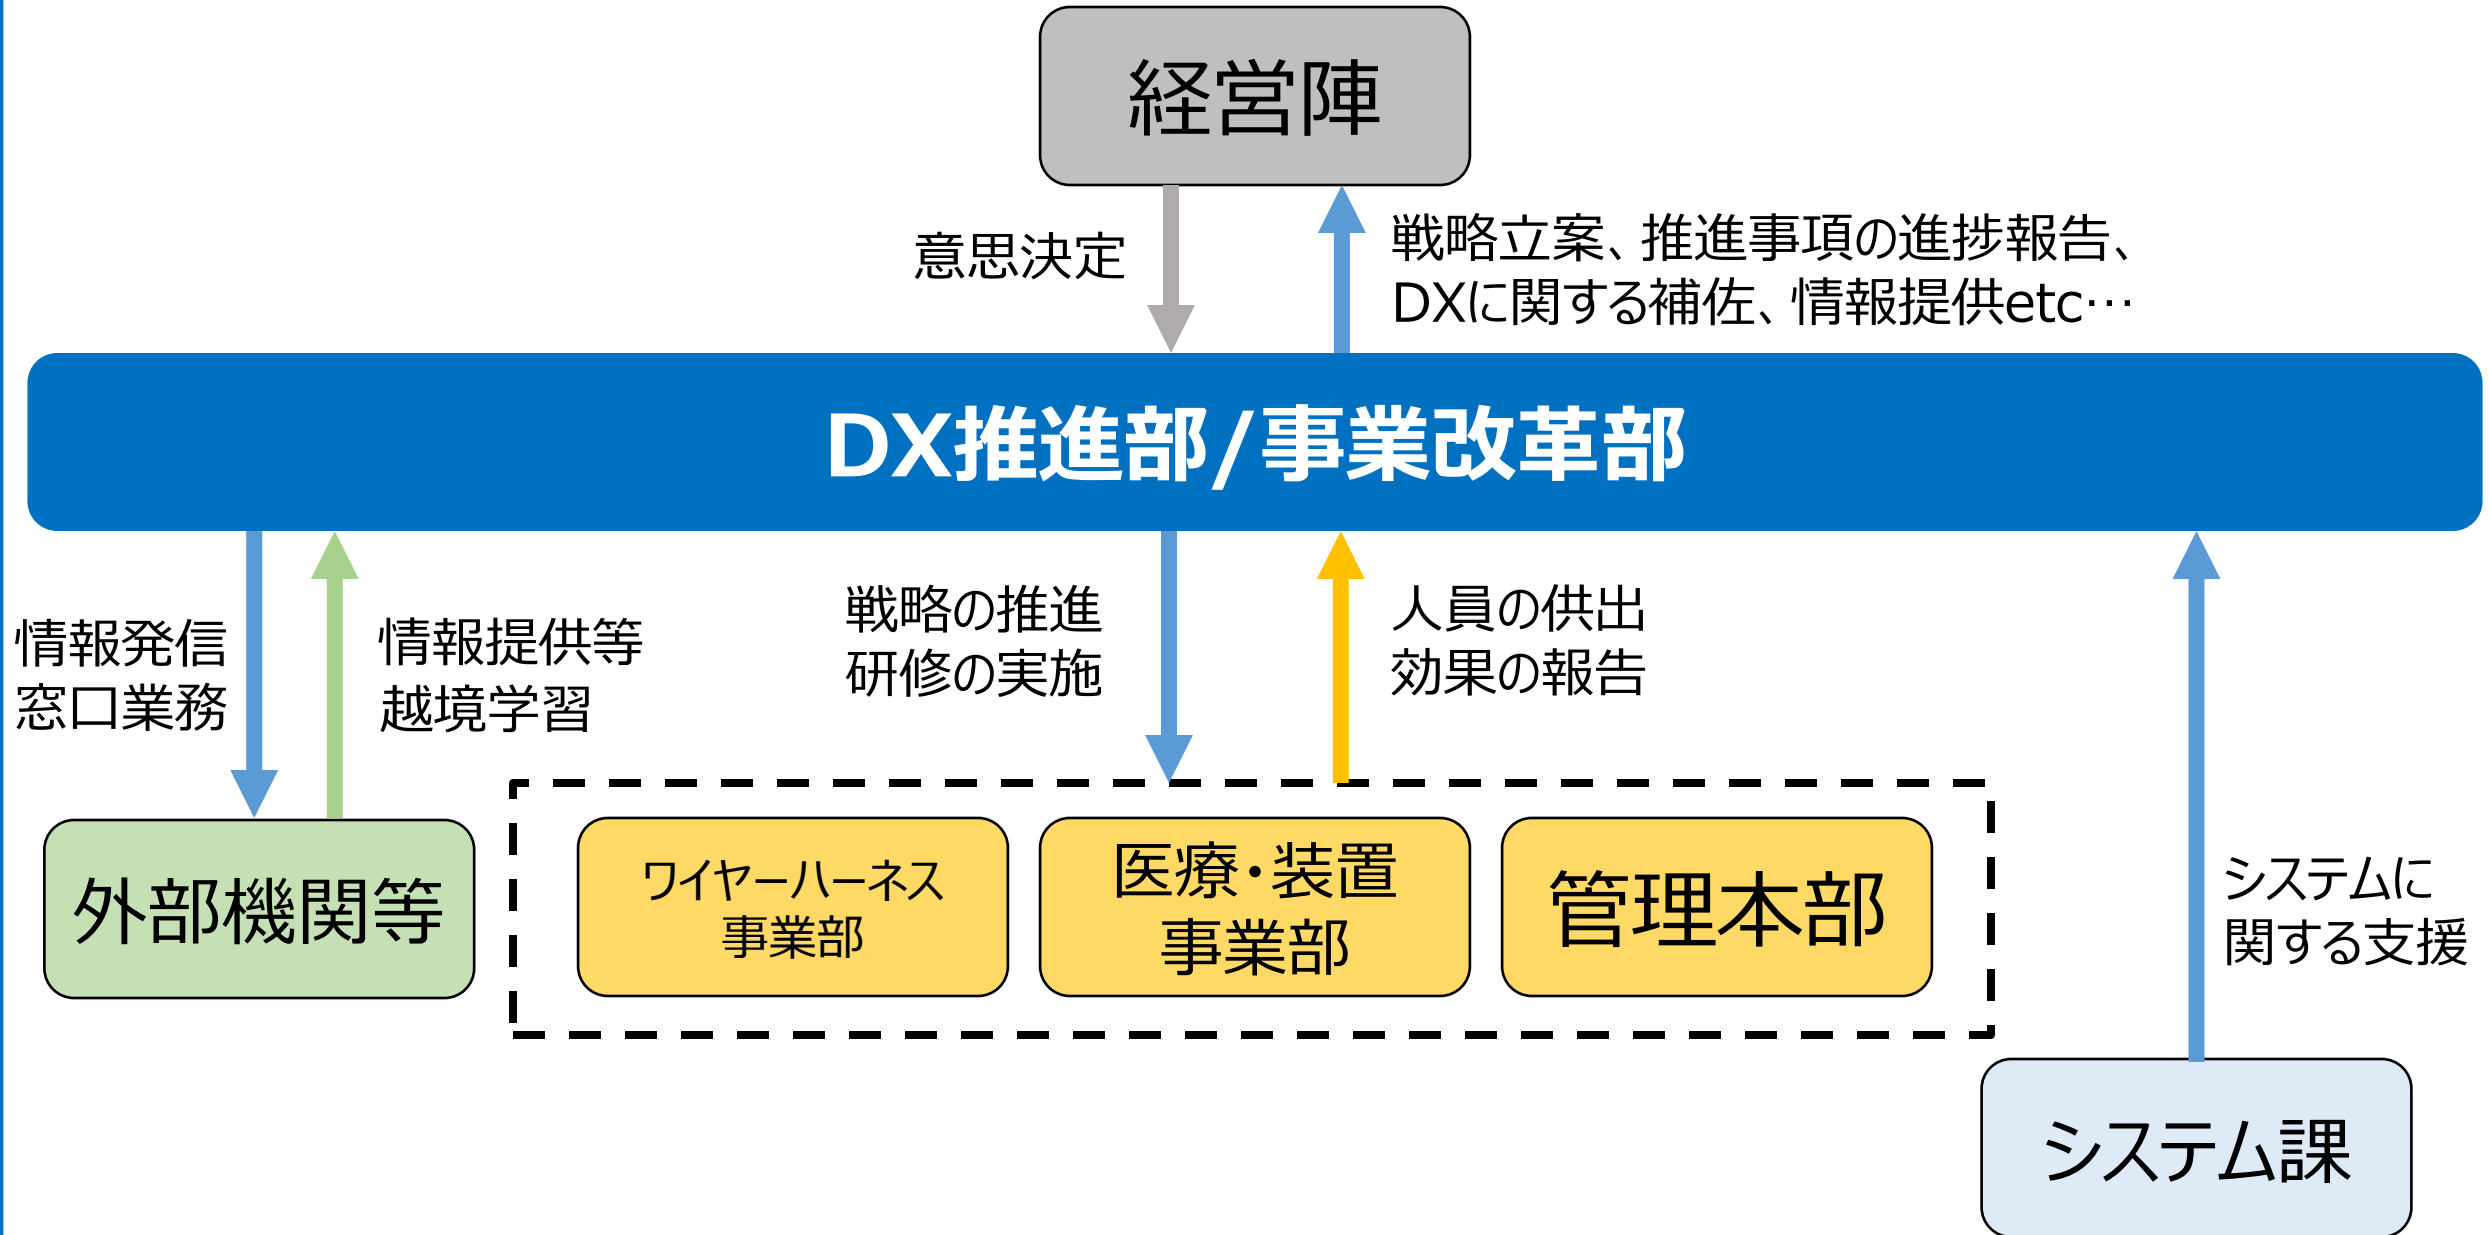 経営陣
意思決定
戦略立案、推進事項の進捗報告、
DXに関する補佐、情報提供etc…
DX推進部/事業改革部
情報発信
窓口業務
情報提供等
越境学習
戦略の推進
研修の実施
人員の供出
効果の報告
外部機関等
ワイヤーハーネス
事業部
医療・装置
事業部
管理本部
システムに
関する支援
システム課